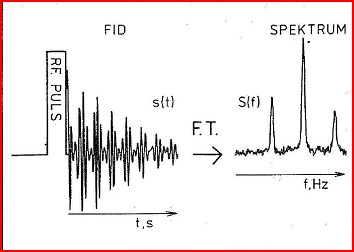 FID
SPEKTRUM
RF. PULS
s(t)
F.T.
S(f)
t,s
f,Hz